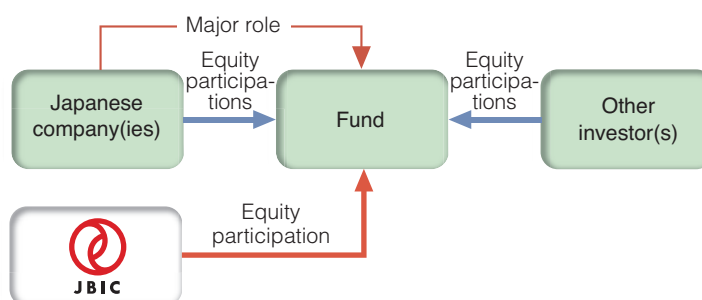 Major role
Equity
participa-
tions
Equity
participa-
tions
Japanese
company(ies)
Fund
Other
investor(s)
Equity
participation
JBIC